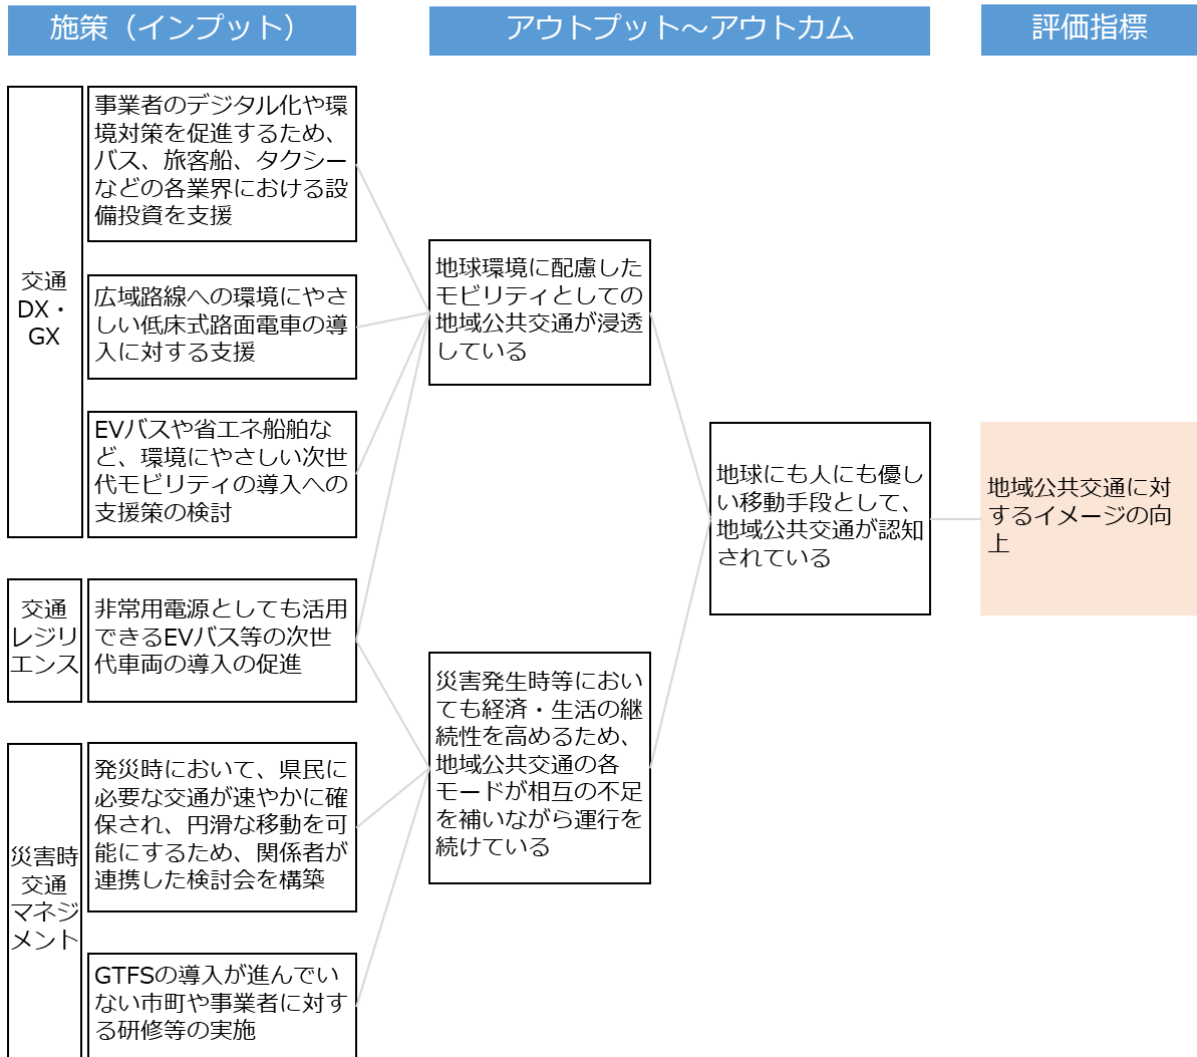 施策（インプット）
アウトプット～アウトカム
評価指標
交通
DX・
GX
事業者のデジタル化や環
境対策を促進するため、
バス、旅客船、タクシー
などの各業界における設
備投資を支援
広域路線への環境にやさ
しい低床式路面電車の導
入に対する支援
EVバスや省エネ船舶な
ど、環境にやさしい次世
代モビリティの導入への
支援策の検討
交通
レジリ
エンス
非常用電源としても活用
できるEVバス等の次世
代車両の導入の促進
災害時
交通
マネジ
メント
発災時において、県民に
必要な交通が速やかに確
保され、円滑な移動を可
能にするため、関係者が
連携した検討会を構築
GTFSの導入が進んでい
ない市町や事業者に対す
る研修等の実施
地球環境に配慮した
モビリティとしての
地域公共交通が浸透
している
災害発生時等におい
ても経済・生活の継
続性を高めるため、
地域公共交通の各
モードが相互の不足
を補いながら運行を
続けている
地球にも人にも優し
い移動手段として、
地域公共交通が認知
されている
地域公共交通に対
するイメージの向
上